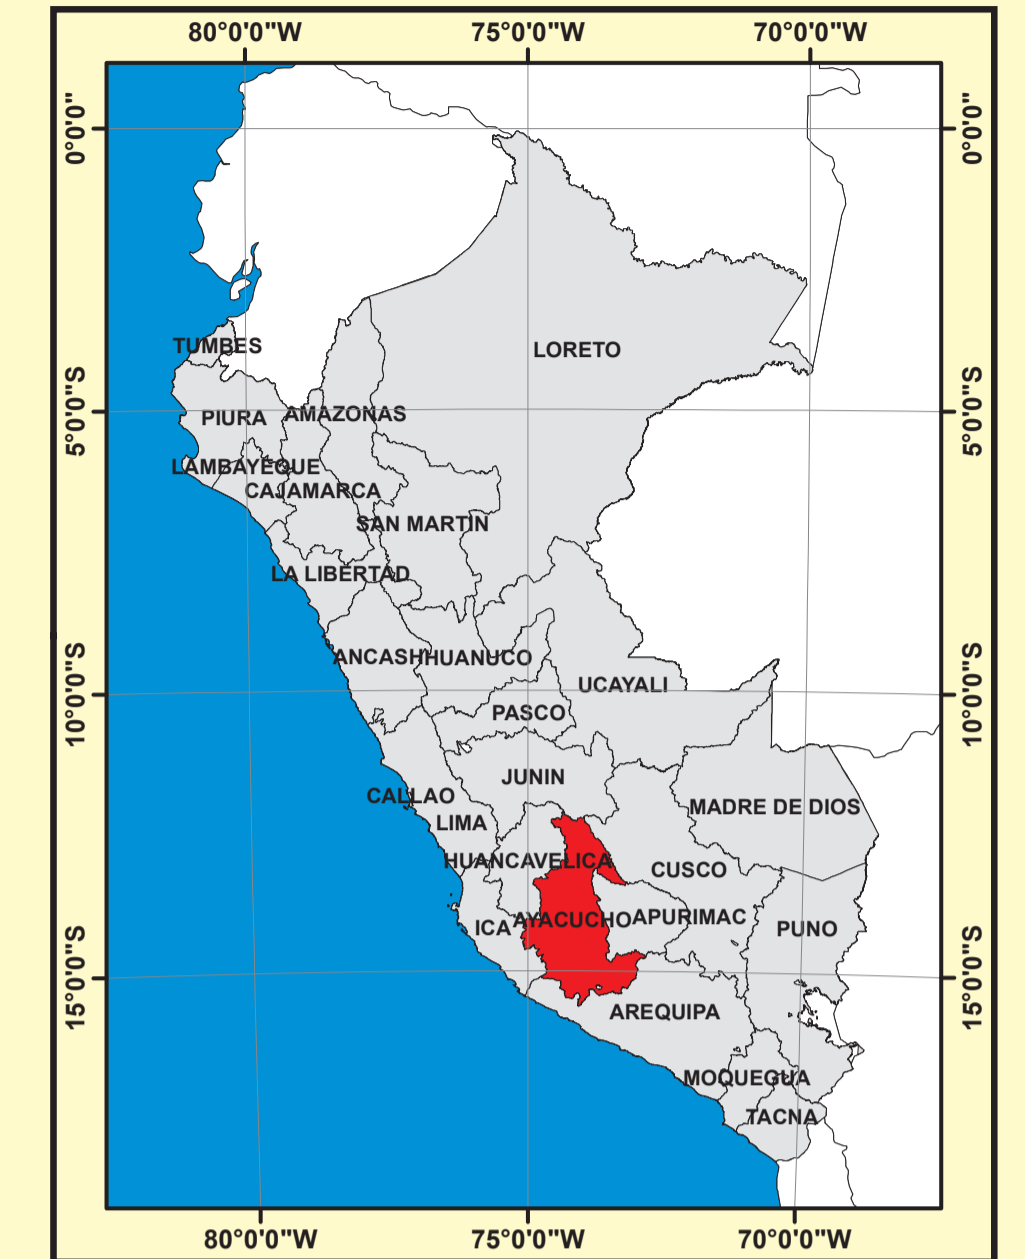 80°0'0"W 75°0'0"W 70°0'0"W
0°0'0" 0°0'0"
TUMBES
LORETO
5°0'0"S 5°0'0"S
PIURA AMAZONAS
LAMBAYEQUE
CAJAMARCA
SAN MARTIN
LA LIBERTAD
ANCASH HUANUCO
10°0'0"S UCAYALI 10°0'0"S
PASCO
JUNIN
CALLAO MADRE DE DIOS
LIMA
HUANCAVELICA CUSCO
ICA AYACUCHO APURIMAC PUNO
15°0'0"S 15°0'0"S
AREQUIPA
MOQUEGUA
TACNA
80°0'0"W 75°0'0"W 70°0'0"W